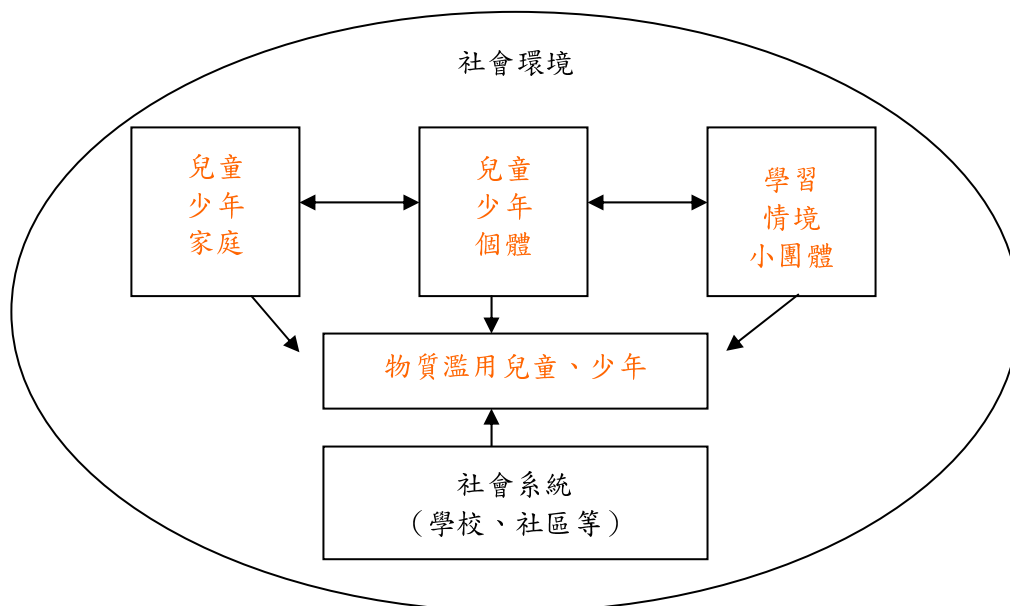 社會環境
兒童
少年
家庭
兒童
少年
個體
學習
情境
小團體
物質濫用兒童、少年
社會系統
（學校、社區等）